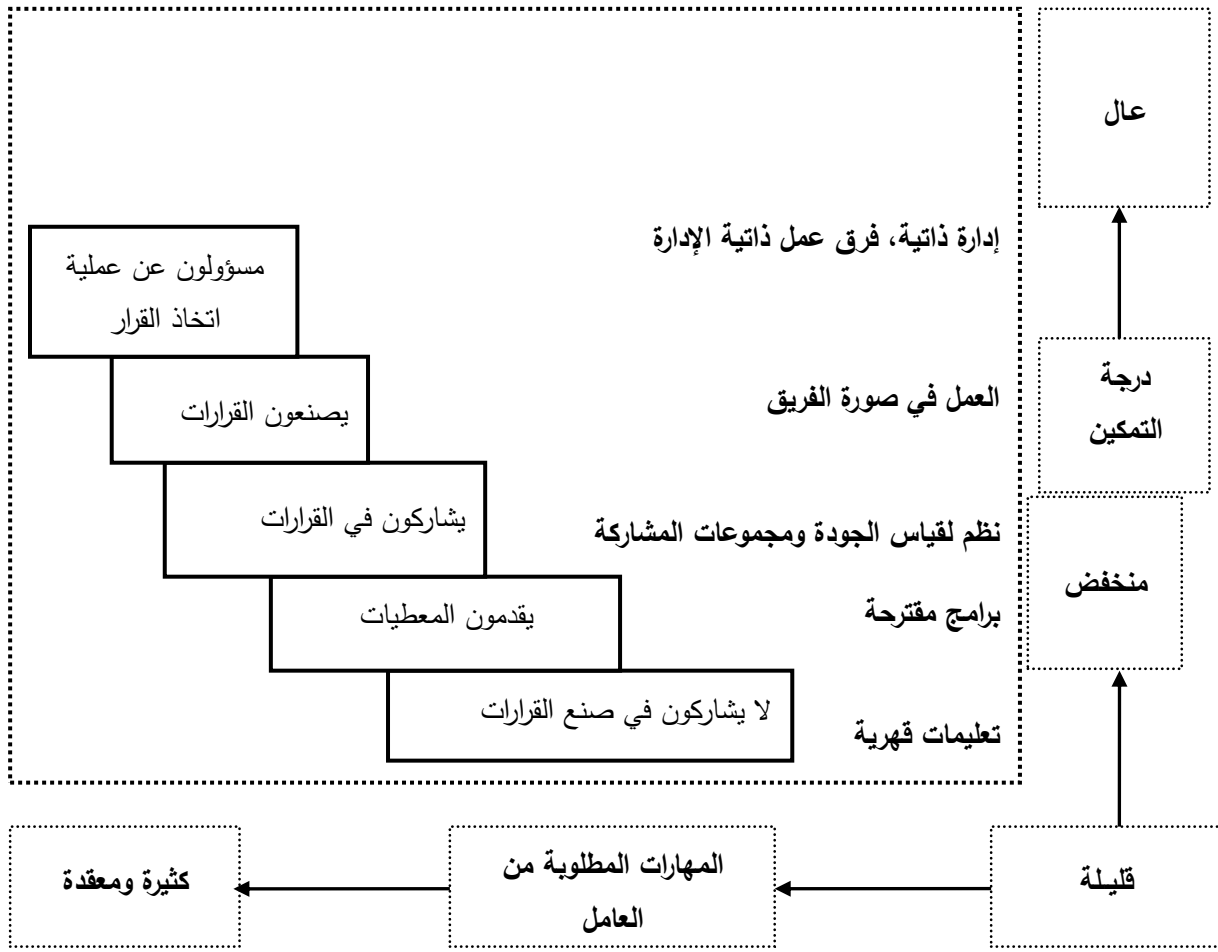 عال
إدارة ذاتية، فرق عمل ذاتية الإدارة
مسؤولون عن عملية
اتخاذ القرار
درجة
التمكين
العمل في صورة الفريق
يصنعون القرارات
نظم لقياس الجودة ومجموعات المشاركة
يشاركون في القرارات
منخفض
برامج مقترحة
يقدمون المعطيات
تعليمات قهرية
لا يشاركون في صنع القرارات
قليلة
المهارات المطلوبة من
العامل
كثيرة ومعقدة